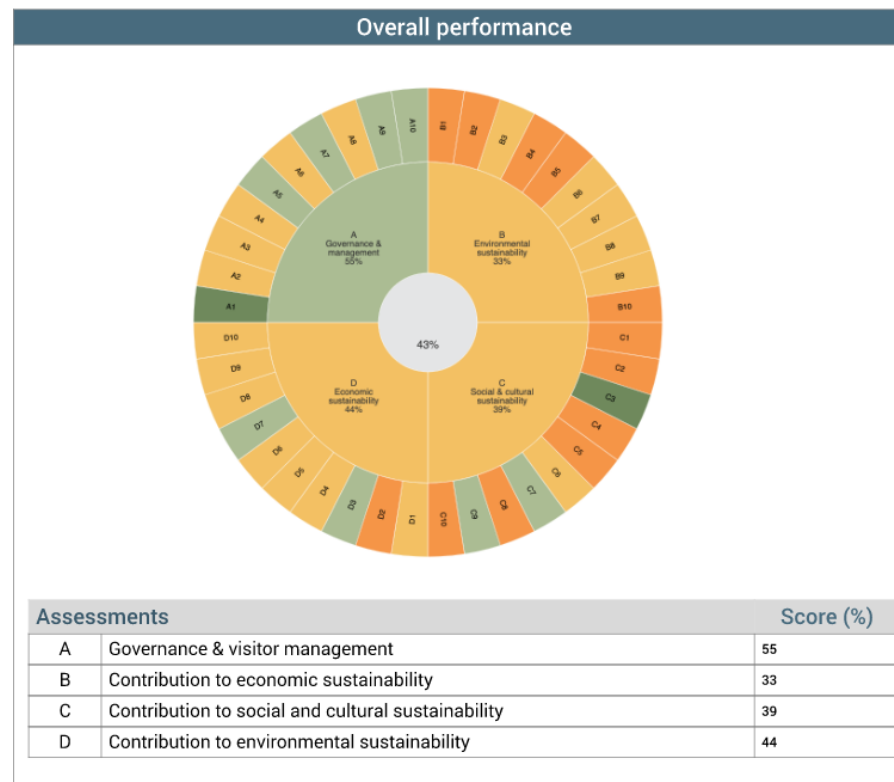 Overall performance
A10
B1
A9
B2
A8
B3
A7
B4
A6
B5
A5
B6
A4
B7
A3
B8
A2
B9
A1
B10
A
Governance &
management
55%
B
Environmental
sustainability
33%
43%
D
Economic
sustainability
44%
C
Social & cultural
sustainability
39%
D10
C1
D9
C2
D8
C3
D7
C4
D6
C5
D5
C6
D4
C7
D3
C8
D2
C9
D1
C10
Assessments Score (%)
A Governance & visitor management 55
B Contribution to economic sustainability 33
C Contribution to social and cultural sustainability 39
D Contribution to environmental sustainability 44